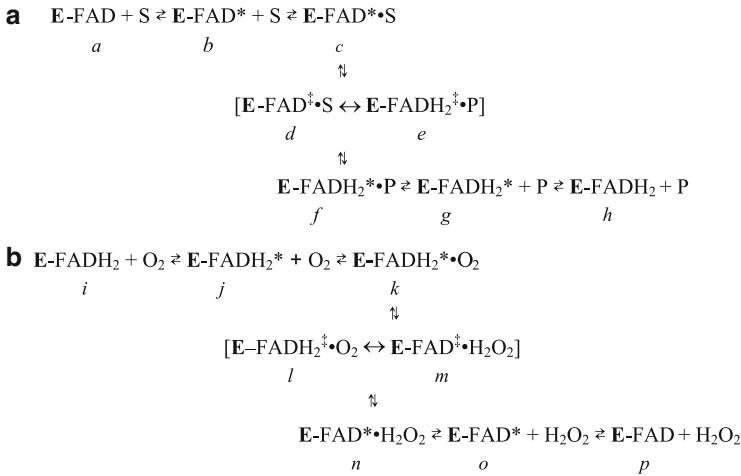 a E-FAD + S ⇄ E-FAD* + S ⇄ E-FAD*•S
a b c
⇅
[E-FAD‡•S ↔ E-FADH₂‡•P]
d e
⇅
E-FADH₂*•P ⇄ E-FADH₂* + P ⇄ E-FADH₂ + P
f g h
b E-FADH₂ + O₂ ⇄ E-FADH₂* + O₂ ⇄ E-FADH₂*•O₂
i j k
⇅
[E–FADH₂‡•O₂ ↔ E-FAD‡•H₂O₂]
l m
⇅
E-FAD*•H₂O₂ ⇄ E-FAD* + H₂O₂ ⇄ E-FAD + H₂O₂
n o p